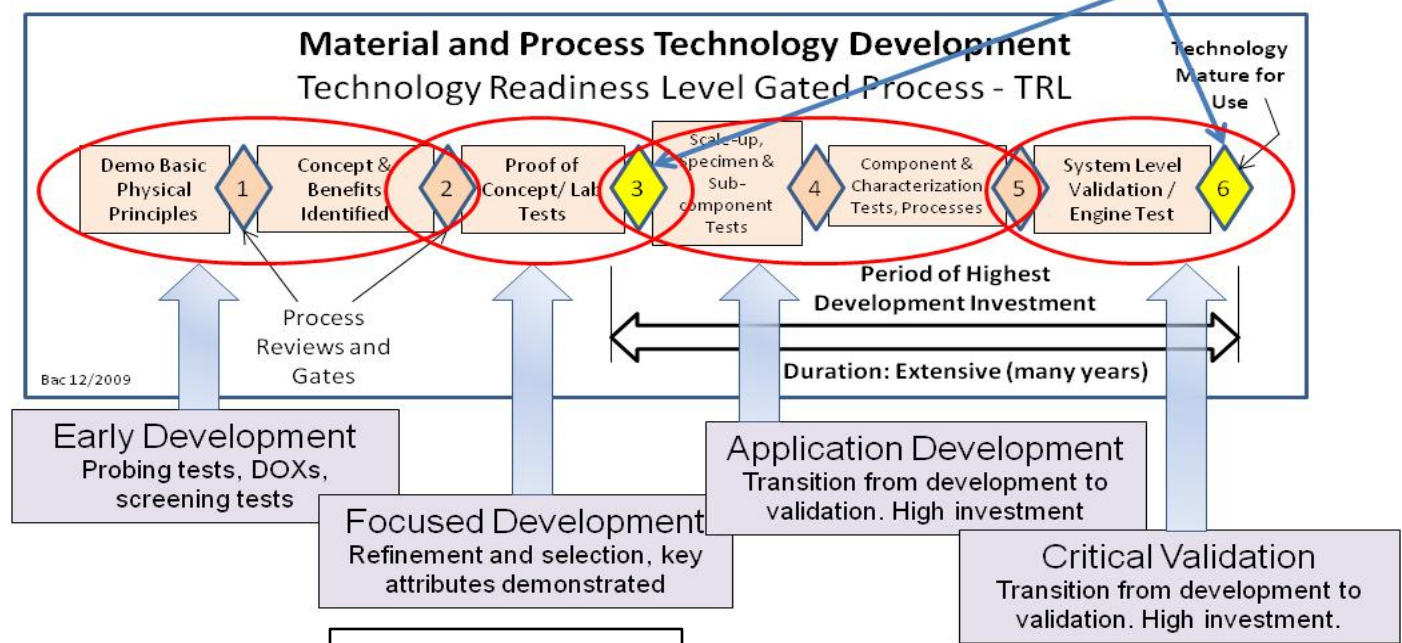 Material and Process Technology Development
Technology Readiness Level Gated Process - TRL
Technology
Mature for
Use
Demo Basic
Physical
Principles
1
Concept &
Benefits
Identified
2
Proof of
Concept/ Lab
Tests
3
Scale-up,
Specimen &
Sub-
component
Tests
4
Component &
Characterization,
Tests, Processes
5
System Level
Validation /
Engine Test
6
Process
Reviews and
Gates
Period of Highest
Development Investment
Duration: Extensive (many years)
Bac 12/2009
Early Development
Probing tests, DOXs,
screening tests
Focused Development
Refinement and selection, key
attributes demonstrated
Application Development
Transition from development to
validation. High investment
Critical Validation
Transition from development to
validation. High investment.